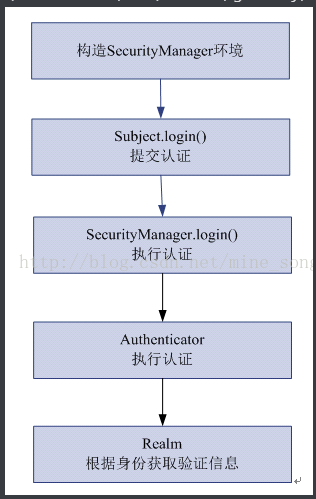 构造SecurityManager环境
Subject.login()
提交认证
SecurityManager.login()
执行认证
http://blog.csdn.net/mine_song
Authenticator
执行认证
Realm
根据身份获取验证信息